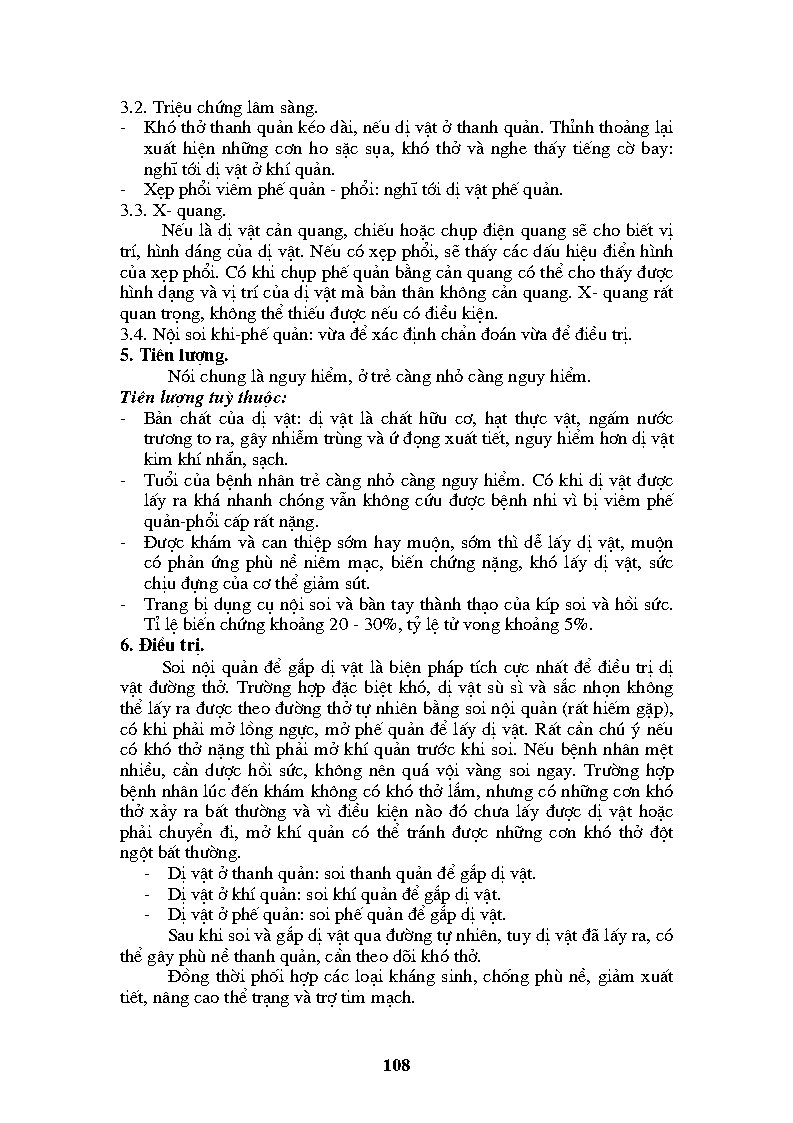 3.2. Triệu chứng lâm sàng.
- Khó thở thanh quản kéo dài, nếu dị vật ở thanh quản. Thỉnh thoảng lại
xuất hiện những cơn ho sặc sụa, khó thở và nghe thấy tiếng cờ bay:
nghĩ tới dị vật ở khí quản.
- Xẹp phổi viêm phế quản - phổi: nghĩ tới dị vật phế quản.
3.3. X- quang.
Nếu là dị vật cản quang, chiếu hoặc chụp điện quang sẽ cho biết vị
trí, hình dáng của dị vật. Nếu có xẹp phổi, sẽ thấy các dấu hiệu điển hình
của xẹp phổi. Có khi chụp phế quản bằng cản quang có thể cho thấy được
hình dạng và vị trí của dị vật mà bản thân không cản quang. X- quang rất
quan trọng, không thể thiếu được nếu có điều kiện.
3.4. Nội soi khi-phế quản: vừa để xác định chẩn đoán vừa để điều trị.
5. Tiên lượng.
Nói chung là nguy hiểm, ở trẻ càng nhỏ càng nguy hiểm.
Tiên lượng tuỳ thuộc:
- Bản chất của dị vật: dị vật là chất hữu cơ, hạt thực vật, ngấm nước
trương to ra, gây nhiễm trùng và ứ đọng xuất tiết, nguy hiểm hơn dị vật
kim khí nhẵn, sạch.
- Tuổi của bệnh nhân trẻ càng nhỏ càng nguy hiểm. Có khi dị vật được
lấy ra khá nhanh chóng vẫn không cứu được bệnh nhi vì bị viêm phế
quản-phổi cấp rất nặng.
- Được khám và can thiệp sớm hay muộn, sớm thì dễ lấy dị vật, muộn
có phản ứng phù nề niêm mạc, biến chứng nặng, khó lấy dị vật, sức
chịu đựng của cơ thể giảm sút.
- Trang bị dụng cụ nội soi và bàn tay thành thạo của kíp soi và hồi sức.
Tỉ lệ biến chứng khoảng 20 - 30%, tỷ lệ tử vong khoảng 5%.
6. Điều trị.
Soi nội quản để gắp dị vật là biện pháp tích cực nhất để điều trị dị
vật đường thở. Trường hợp đặc biệt khó, dị vật sù sì và sắc nhọn không
thể lấy ra được theo đường thở tự nhiên bằng soi nội quản (rất hiếm gặp),
có khi phải mở lồng ngực, mở phế quản để lấy dị vật. Rất cần chú ý nếu
có khó thở nặng thì phải mở khí quản trước khi soi. Nếu bệnh nhân mệt
nhiều, cần được hồi sức, không nên quá vội vàng soi ngay. Trường hợp
bệnh nhân lúc đến khám không có khó thở lắm, nhưng có những cơn khó
thở xảy ra bất thường và vì điều kiện nào đó chưa lấy được dị vật hoặc
phải chuyển đi, mở khí quản có thể tránh được những cơn khó thở đột
ngột bất thường.
- Dị vật ở thanh quản: soi thanh quản để gắp dị vật.
- Dị vật ở khí quản: soi khí quản để gắp dị vật.
- Dị vật ở phế quản: soi phế quản để gắp dị vật.
Sau khi soi và gắp dị vật qua đường tự nhiên, tuy dị vật đã lấy ra, có
thể gây phù nề thanh quản, cần theo dõi khó thở.
Đồng thời phối hợp các loại kháng sinh, chống phù nề, giảm xuất
tiết, nâng cao thể trạng và trợ tim mạch.
108